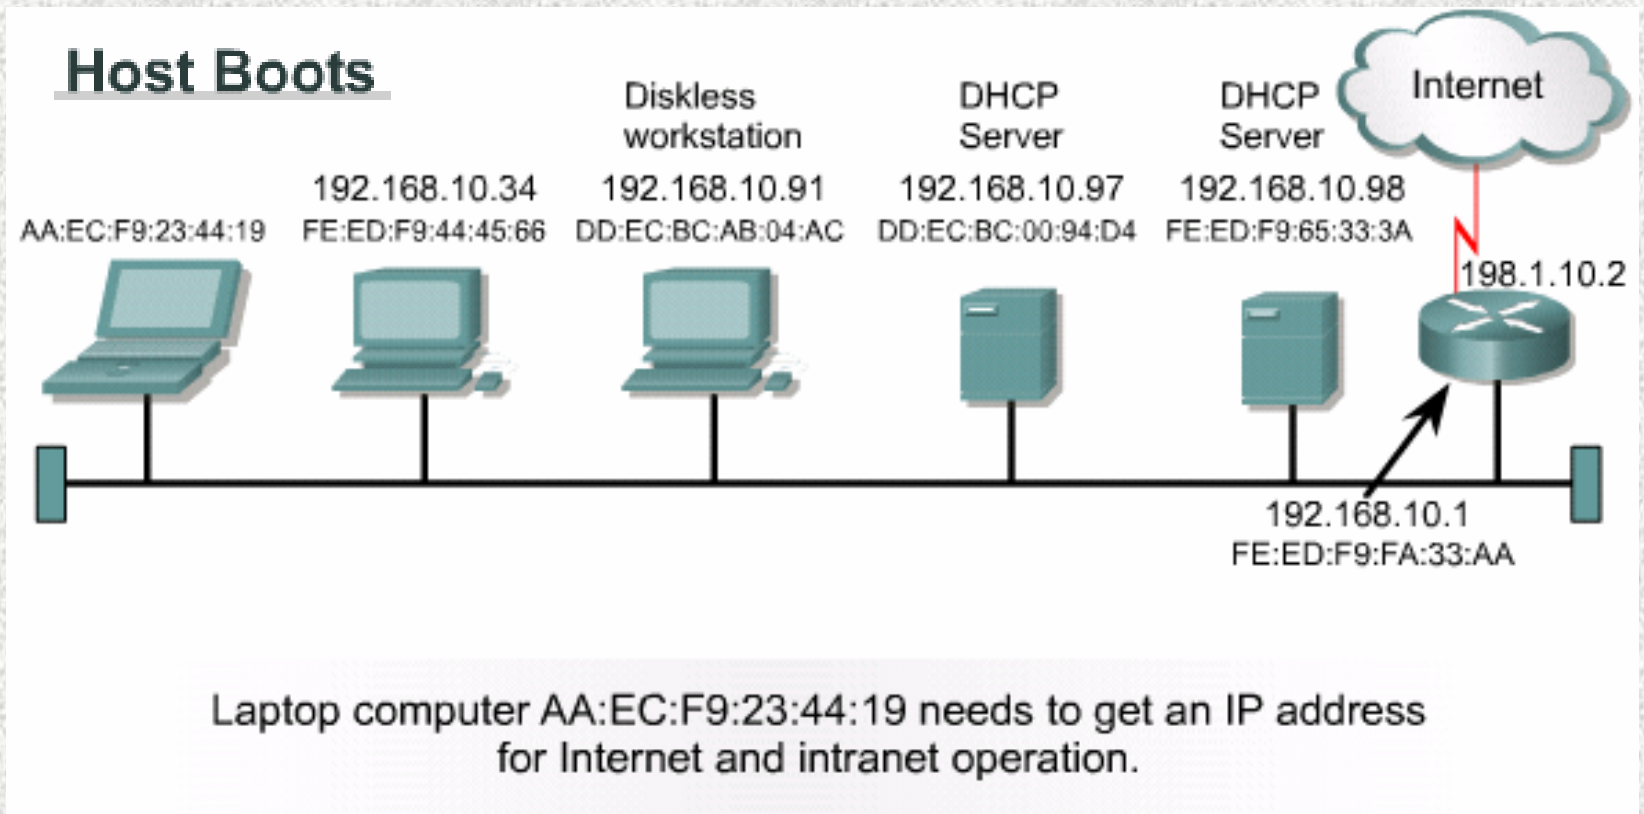 Host Boots
Internet
Diskless
workstation
DHCP
Server
DHCP
Server
192.168.10.34
192.168.10.91
192.168.10.97
192.168.10.98
AA:EC:F9:23:44:19
FE:ED:F9:44:45:66
DD:EC:BC:AB:04:AC
DD:EC:BC:00:94:D4
FE:ED:F9:65:33:3A
198.1.10.2
192.168.10.1
FE:ED:F9:FA:33:AA
Laptop computer AA:EC:F9:23:44:19 needs to get an IP address
for Internet and intranet operation.